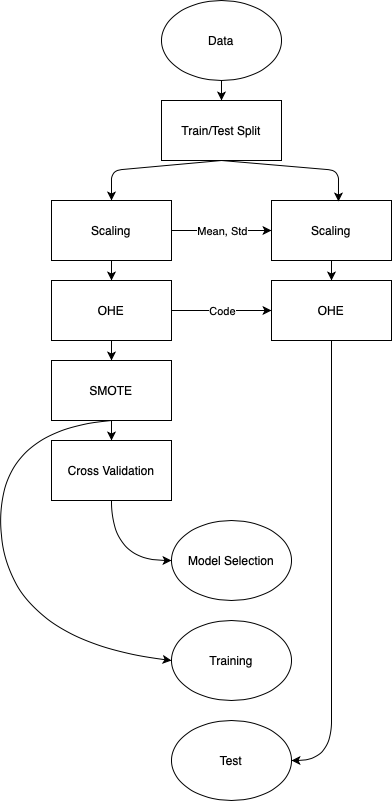 Data
Train/Test Split
Scaling
Mean, Std
Scaling
OHE
Code
OHE
SMOTE
Cross Validation
Model Selection
Training
Test